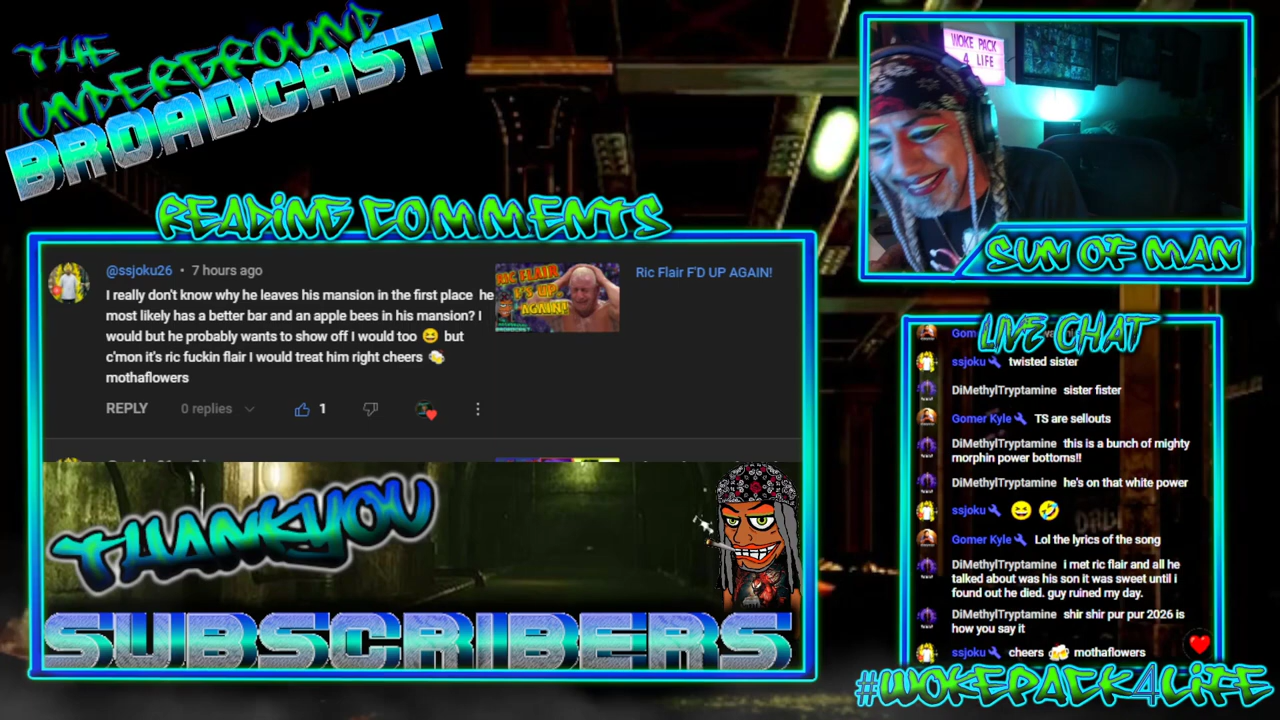 THE
UNDERGROUND
BROADCAST
WOKE PACK
4 LIFE
SUN OF MAN
READING COMMENTS
@ssjoku26 • 7 hours ago
I really don't know why he leaves his mansion in the first place he
most likely has a better bar and an apple bees in his mansion? I
would but he probably wants to show off I would too 😆 but
c'mon it's ric fuckin flair I would treat him right cheers 🍻
mothaflowers
REPLY 0 replies 1
RIC FLAIR
F'S UP
AGAIN!
Ric Flair F'D UP AGAIN!
THANKYOU
SUBSCRIBERS
LIVE CHAT
ssjoku twisted sister
DiMethylTryptamine sister fister
Gomer Kyle TS are sellouts
DiMethylTryptamine this is a bunch of mighty
morphin power bottoms!!
DiMethylTryptamine he's on that white power
ssjoku 😆 🤣
Gomer Kyle Lol the lyrics of the song
DiMethylTryptamine i met ric flair and all he
talked about was his son it was sweet until i
found out he died. guy ruined my day.
DiMethylTryptamine shir shir pur pur 2026 is
how you say it
ssjoku cheers 🍻 mothaflowers
#WOKEPACK4LIFE